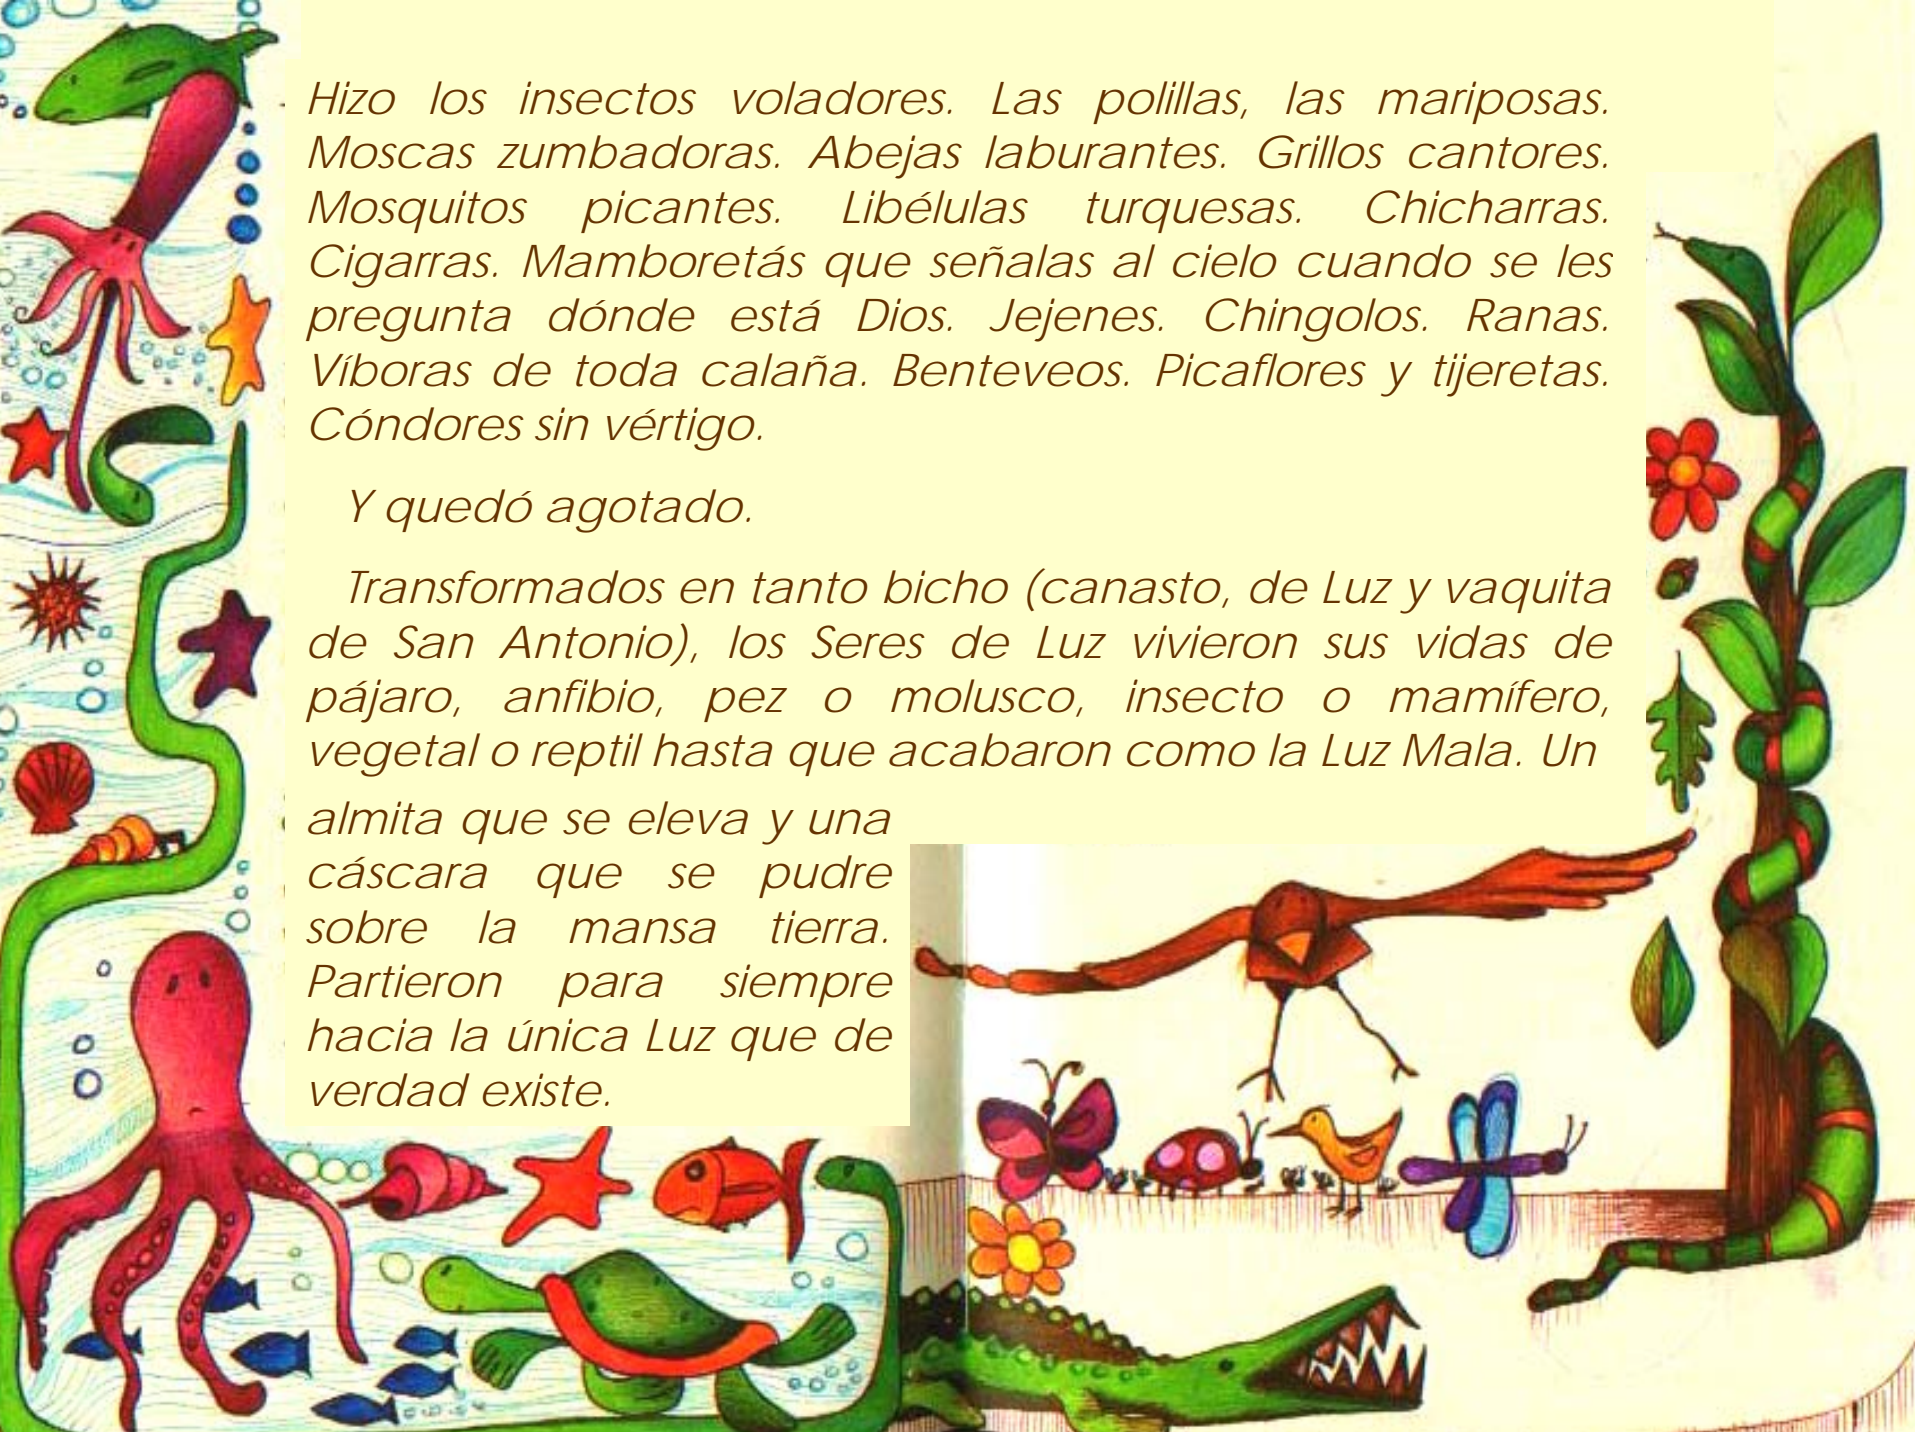 Hizo los insectos voladores. Las polillas, las mariposas.
Moscas zumbadoras. Abejas laburantes. Grillos cantores.
Mosquitos picantes. Libélulas turquesas. Chicharras.
Cigarras. Mamboretás que señalas al cielo cuando se les
pregunta dónde está Dios. Jejenes. Chingolos. Ranas.
Víboras de toda calaña. Benteveos. Picaflores y tijeretas.
Cóndores sin vértigo.
Y quedó agotado.
Transformados en tanto bicho (canasto, de Luz y vaquita
de San Antonio), los Seres de Luz vivieron sus vidas de
pájaro, anfibio, pez o molusco, insecto o mamífero,
vegetal o reptil hasta que acabaron como la Luz Mala. Un
almita que se eleva y una
cáscara que se pudre
sobre la mansa tierra.
Partieron para siempre
hacia la única Luz que de
verdad existe.